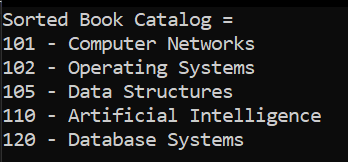 Sorted Book Catalog =
101 - Computer Networks
102 - Operating Systems
105 - Data Structures
110 - Artificial Intelligence
120 - Database Systems